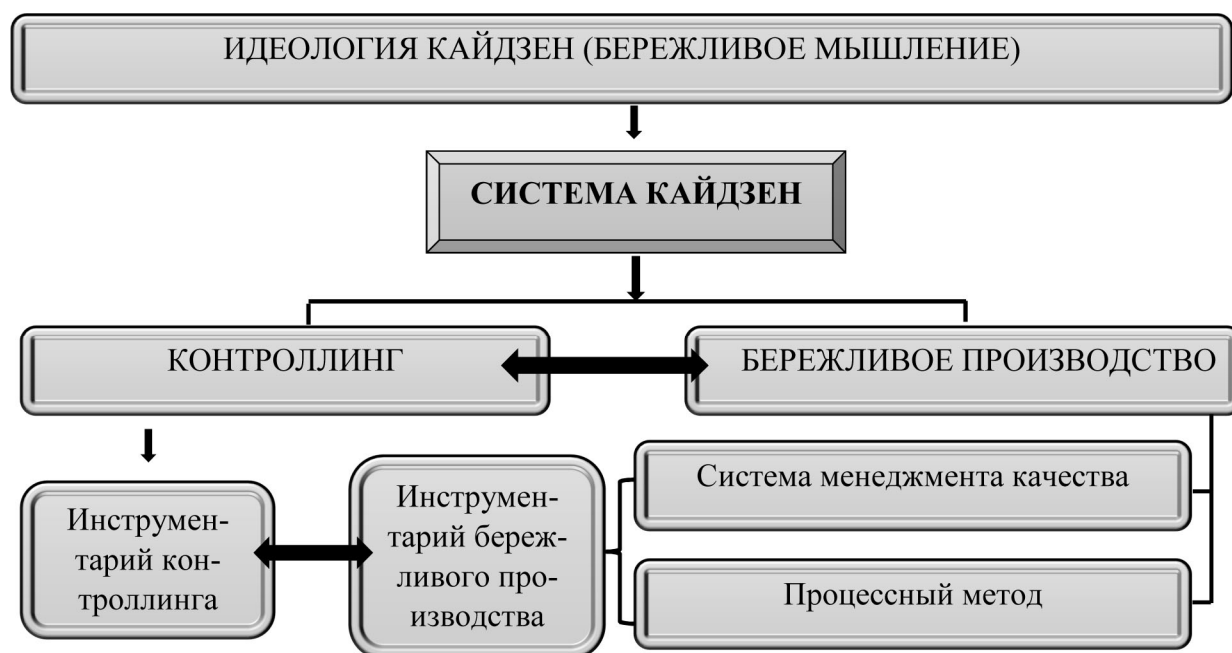 ИДЕОЛОГИЯ КАЙДЗЕН (БЕРЕЖЛИВОЕ МЫШЛЕНИЕ)
СИСТЕМА КАЙДЗЕН
КОНТРОЛЛИНГ
БЕРЕЖЛИВОЕ ПРОИЗВОДСТВО
Инструмен-
тарий кон-
троллинга
Инструмен-
тарий береж-
ливого про-
изводства
Система менеджмента качества
Процессный метод